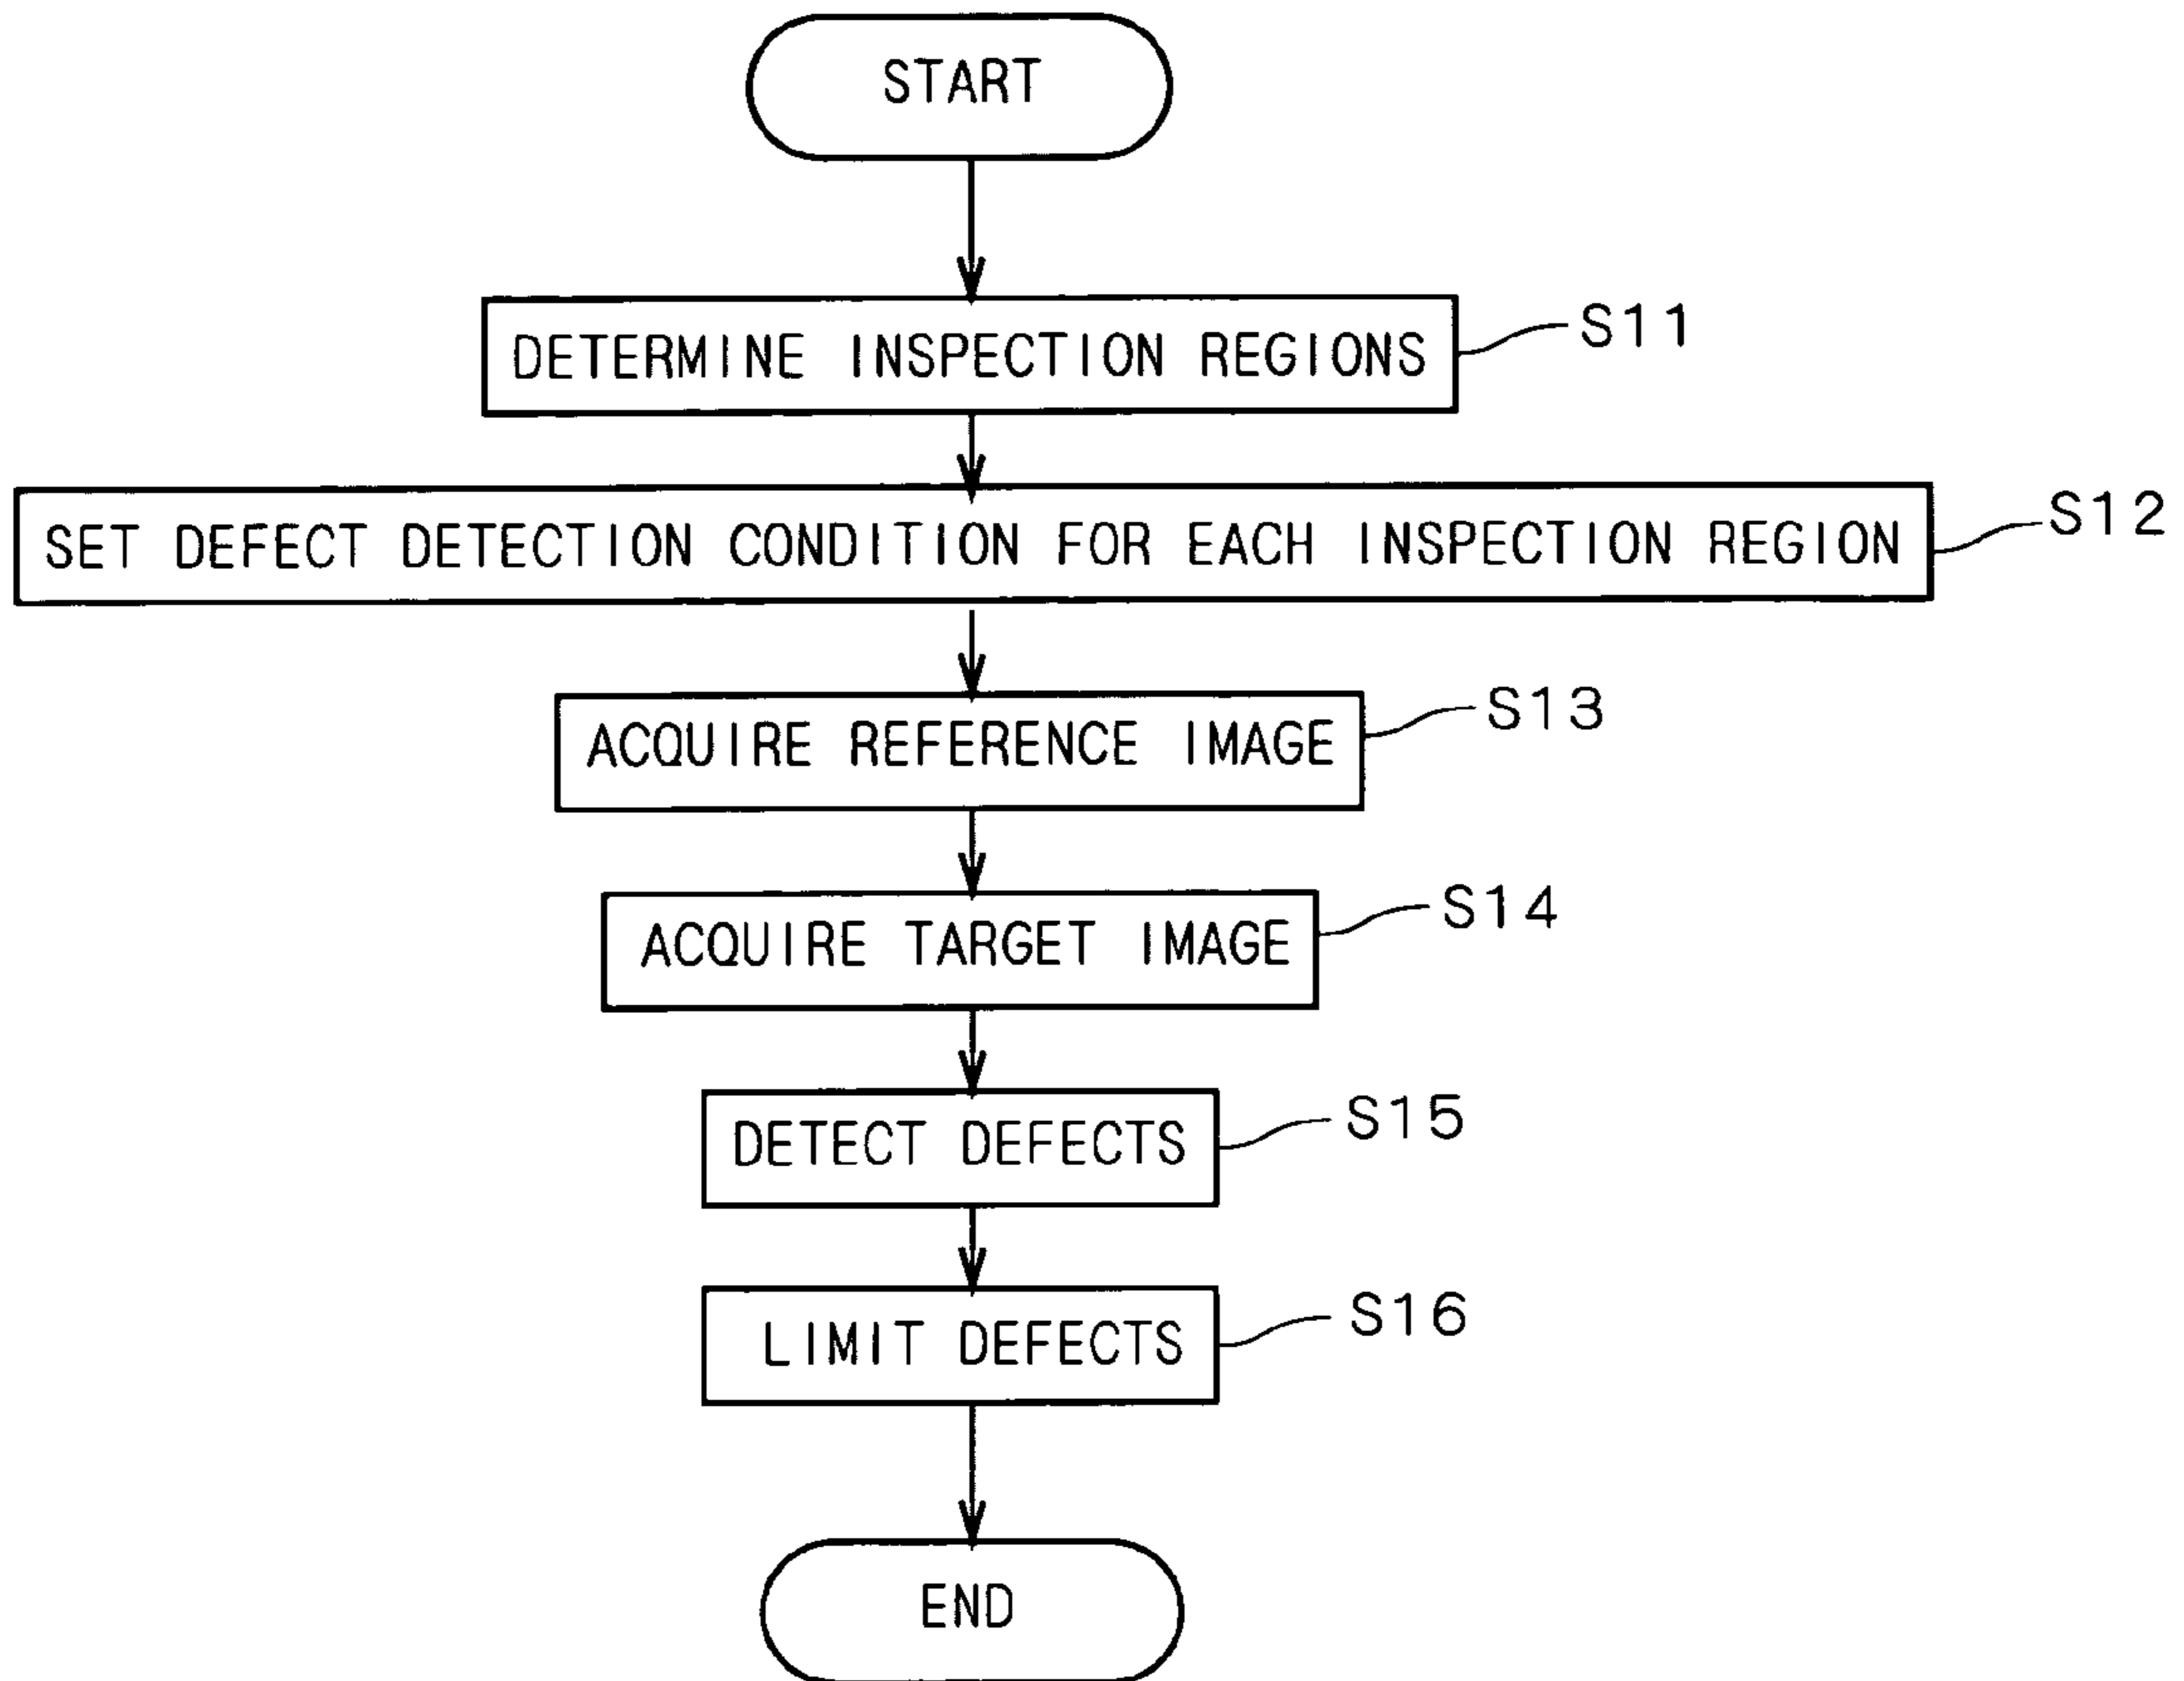 START
DETERMINE INSPECTION REGIONS
S11
SET DEFECT DETECTION CONDITION FOR EACH INSPECTION REGION
S12
ACQUIRE REFERENCE IMAGE
S13
ACQUIRE TARGET IMAGE
S14
DETECT DEFECTS
S15
LIMIT DEFECTS
S16
END